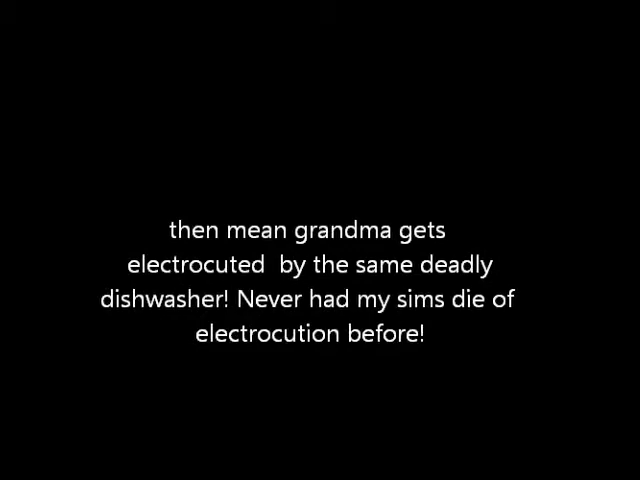 then mean grandma gets
electrocuted  by the same deadly
dishwasher! Never had my sims die of
electrocution before!